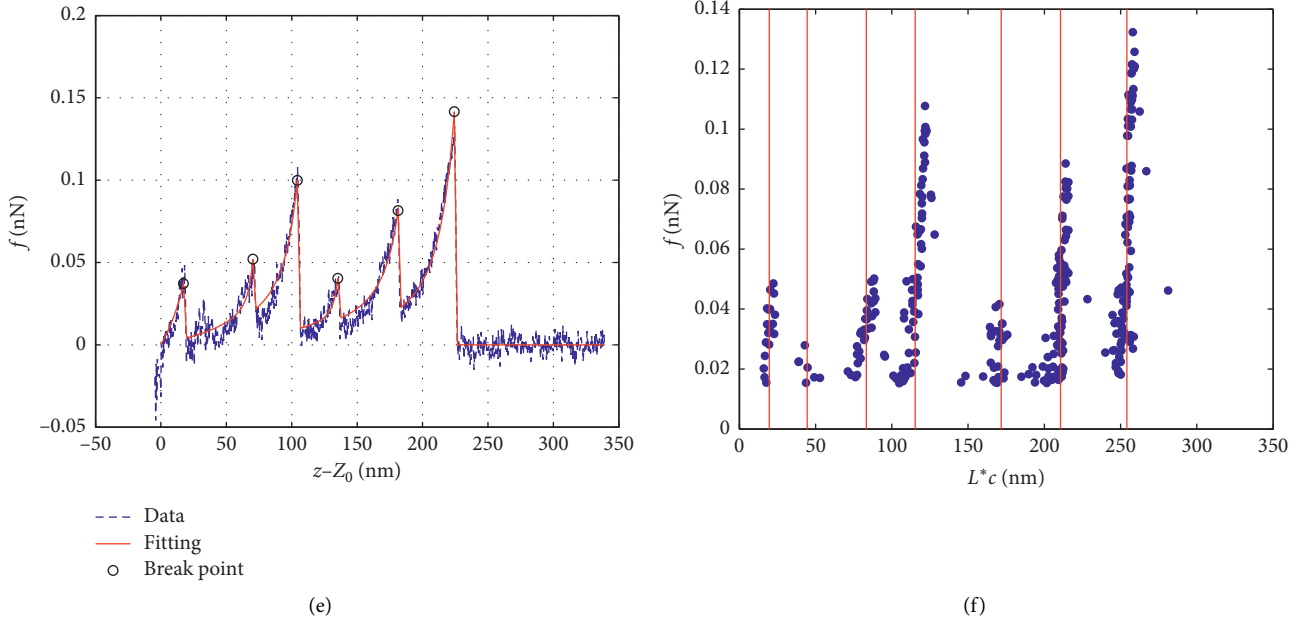 0.2
0.15
0.1
0.05
0
–0.05
f (nN)
–50 0 50 100 150 200 250 300 350
z–Z0 (nm)
Data
Fitting
Break point
(e)
0.14
0.12
0.1
0.08
0.06
0.04
0.02
0
f (nN)
0 50 100 150 200 250 300 350
L*c (nm)
(f)